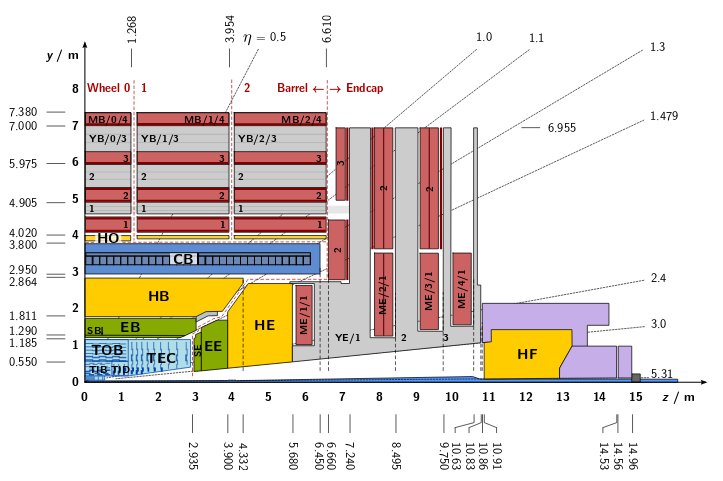 1.268
3.954
6.610
η = 0.5
1.0
1.1
1.3
1.479
y / m
8
Wheel 0 1 2 Barrel ← → Endcap
7.380
7.000
5.975
4.905
4.020
3.800
2.950
2.864
1.811
1.290
1.185
0.550
7
6
5
4
3
2
1
0
MB/0/4 MB/1/4 MB/2/4
YB/0/3 YB/1/3 YB/2/3
3 3 3
2 2 2
2 2 2
1 1 1
1 1 1
HO
CB
HB
EB
SB
TOB
TEC
TIB TID
SE
EE
HE
3
2
ME/1/1
YE/1
2
ME/2/1
2
2
ME/3/1
3
ME/4/1
HF
6.955
2.4
3.0
5.31
0 1 2 3 4 5 6 7 8 9 10 11 12 13 14 15 z / m
2.935
3.900
4.332
5.680
6.450
6.660
7.240
8.495
9.750
10.63
10.83
10.86
10.91
14.53
14.56
14.96